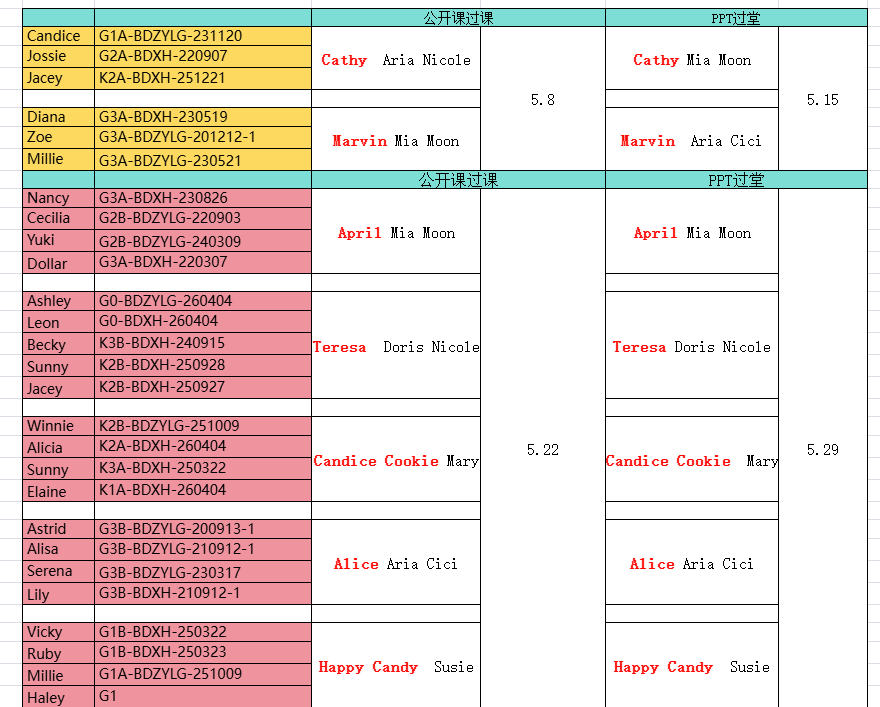 公开课过课 PPT过堂
Candice G1A-BDZYLG-231120
Jossie G2A-BDXH-220907
Cathy Aria Nicole Cathy Mia Moon
Jacey K2A-BDXH-251221
5.8 5.15
Diana G3A-BDXH-230519
Zoe G3A-BDZYLG-201212-1
Marvin Mia Moon Marvin Aria Cici
Millie G3A-BDZYLG-230521
公开课过课 PPT过堂
Nancy G3A-BDXH-230826
Cecilia G2B-BDZYLG-220903
April Mia Moon April Mia Moon
Yuki G2B-BDZYLG-240309
Dollar G3A-BDXH-220307
Ashley G0-BDZYLG-260404
Leon G0-BDXH-260404
Becky K3B-BDXH-240915
Teresa Doris Nicole Teresa Doris Nicole
Sunny K2B-BDXH-250928
Jacey K2B-BDXH-250927
Winnie K2B-BDZYLG-251009
Alicia K2A-BDXH-260404
5.22 5.29
Candice Cookie Mary Candice Cookie Mary
Sunny K3A-BDXH-250322
Elaine K1A-BDXH-260404
Astrid G3B-BDZYLG-200913-1
Alisa G3B-BDZYLG-210912-1
Alice Aria Cici Alice Aria Cici
Serena G3B-BDZYLG-230317
Lily G3B-BDXH-210912-1
Vicky G1B-BDXH-250322
Ruby G1B-BDXH-250323
Happy Candy Susie Happy Candy Susie
Millie G1A-BDZYLG-251009
Haley G1